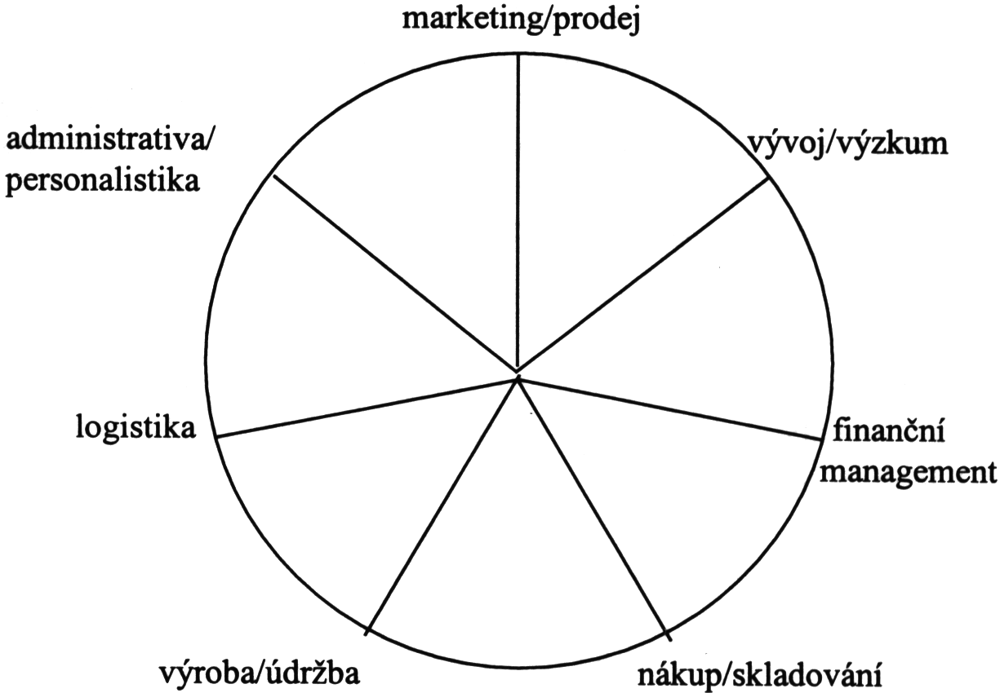 marketing/prodej
administrativa/
personalistika
vývoj/výzkum
logistika
finanční
management
výroba/údržba
nákup/skladování